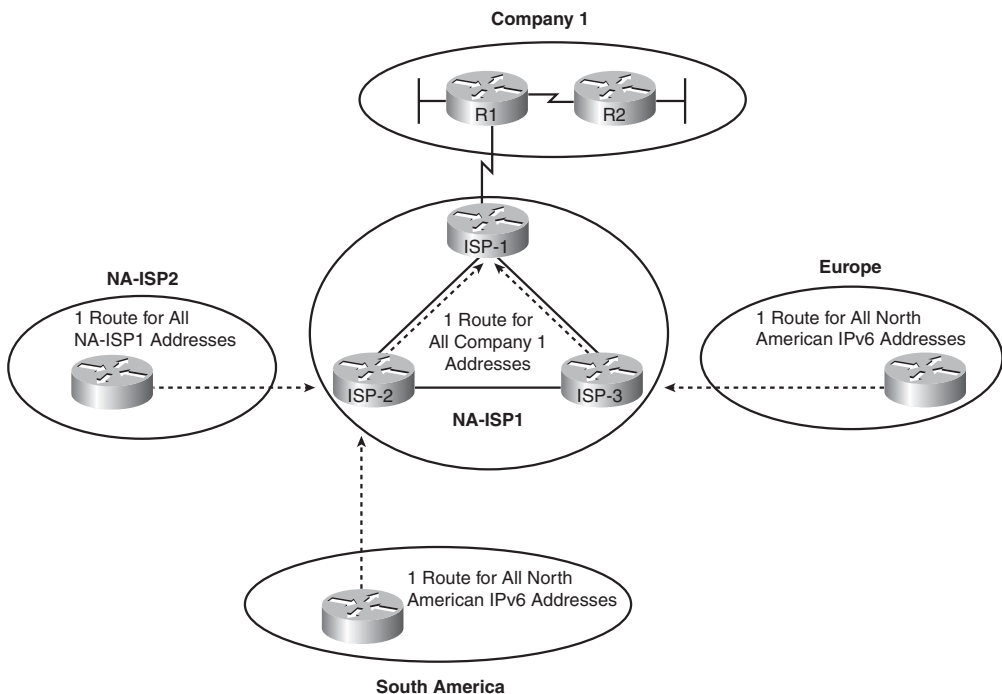 Company 1
R1
R2
ISP-1
NA-ISP2
1 Route for All
NA-ISP1 Addresses
1 Route for
All Company 1
Addresses
ISP-2
ISP-3
NA-ISP1
Europe
1 Route for All North
American IPv6 Addresses
1 Route for All North
American IPv6 Addresses
South America